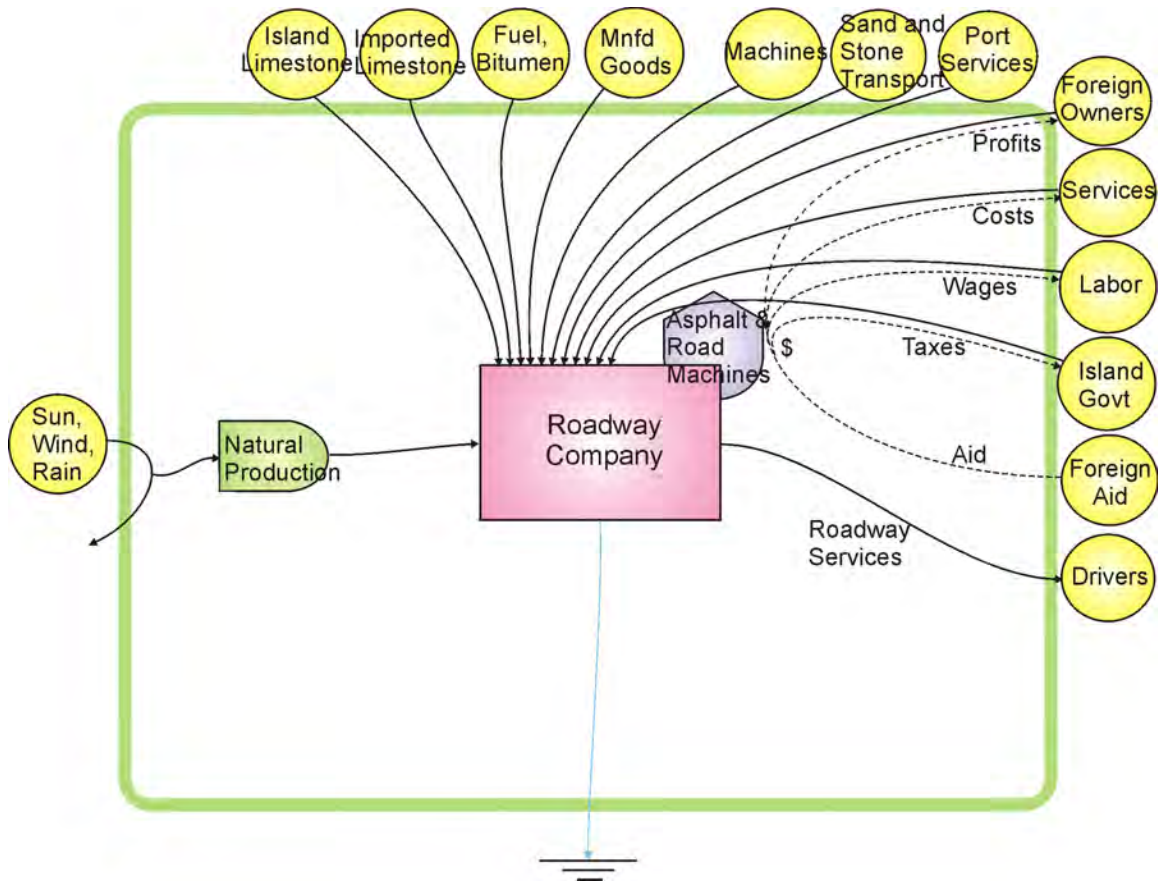 Island
Limestone
Imported
Limestone
Fuel,
Bitumen
Mnfd
Goods
Machines
Sand and
Stone
Transport
Port
Services
Foreign
Owners
Profits
Services
Costs
Labor
Wages
Asphalt &
Road
Machines
$
Taxes
Island
Govt
Sun,
Wind,
Rain
Natural
Production
Roadway
Company
Aid
Foreign
Aid
Roadway
Services
Drivers